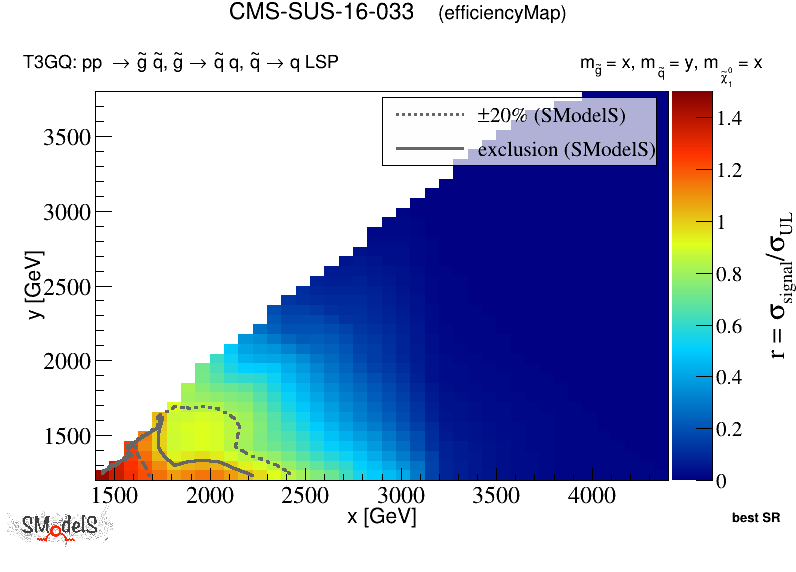 CMS-SUS-16-033 (efficiencyMap)
T3GQ: pp → g̃ q̃, g̃ → q̃ q, q̃ → q LSP
m_g̃ = x, m_q̃ = y, m_χ̃₁⁰ = x
±20% (SModelS)
exclusion (SModelS)
3500
3000
2500
2000
1500
y [GeV]
1500 2000 2500 3000 3500 4000
x [GeV]
1.4
1.2
1
0.8
0.6
0.4
0.2
0
r = σ_signal/σ_UL
SModelS
best SR